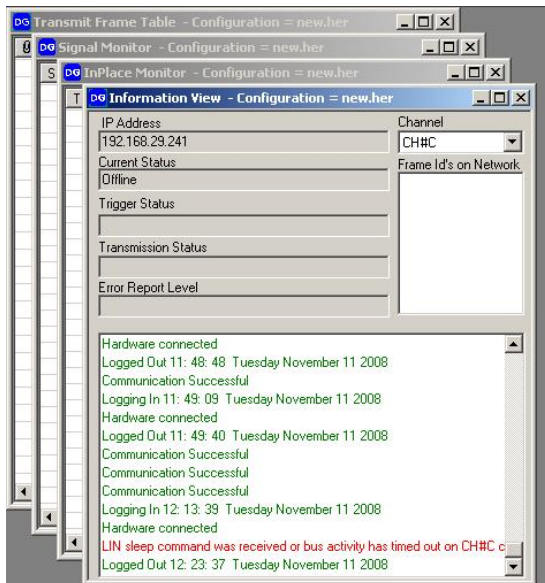 DG Transmit Frame Table - Configuration = new.her
DG Signal Monitor - Configuration = new.her
S DG InPlace Monitor - Configuration = new.her
T DG Information View - Configuration = new.her
IP Address
192.168.29.241
Channel
CH#C
Current Status
Offline
Frame Id's on Network
Trigger Status
Transmission Status
Error Report Level
Hardware connected
Logged Out 11: 48: 48 Tuesday November 11 2008
Communication Successful
Logging In 11: 49: 09 Tuesday November 11 2008
Hardware connected
Logged Out 11: 49: 40 Tuesday November 11 2008
Communication Successful
Communication Successful
Communication Successful
Logging In 12: 13: 39 Tuesday November 11 2008
Hardware connected
LIN sleep command was received or bus activity has timed out on CH#C c
Logged Out 12: 23: 37 Tuesday November 11 2008